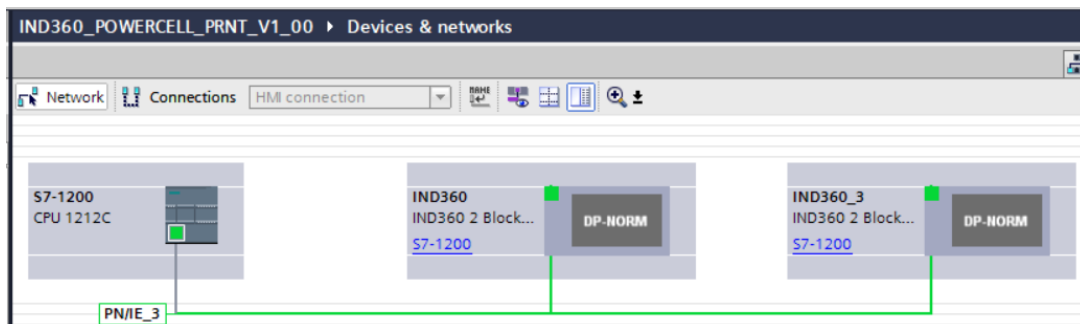 IND360_POWERCELL_PRNT_V1_00 ▸ Devices & networks
Network Connections HMI connection
S7-1200
CPU 1212C
IND360
IND360 2 Block...
S7-1200
DP-NORM
IND360_3
IND360 2 Block...
S7-1200
DP-NORM
PN/IE_3